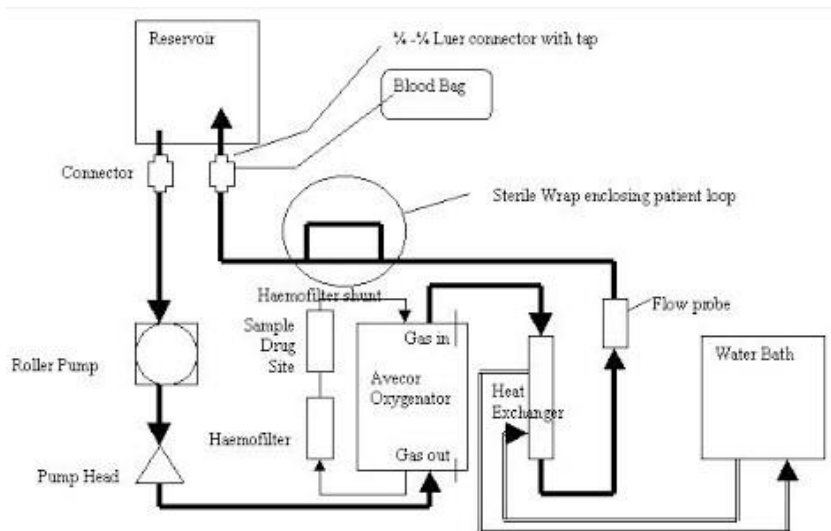 Reservoir
¼ -¼ Luer connector with tap
Blood Bag
Connector
Sterile Wrap enclosing patient loop
Haemofilter shunt
Flow probe
Sample
Drug
Site
Gas in
Water Bath
Roller Pump
Avecor
Oxygenator
Heat
Exchanger
Haemofilter
Gas out
Pump Head